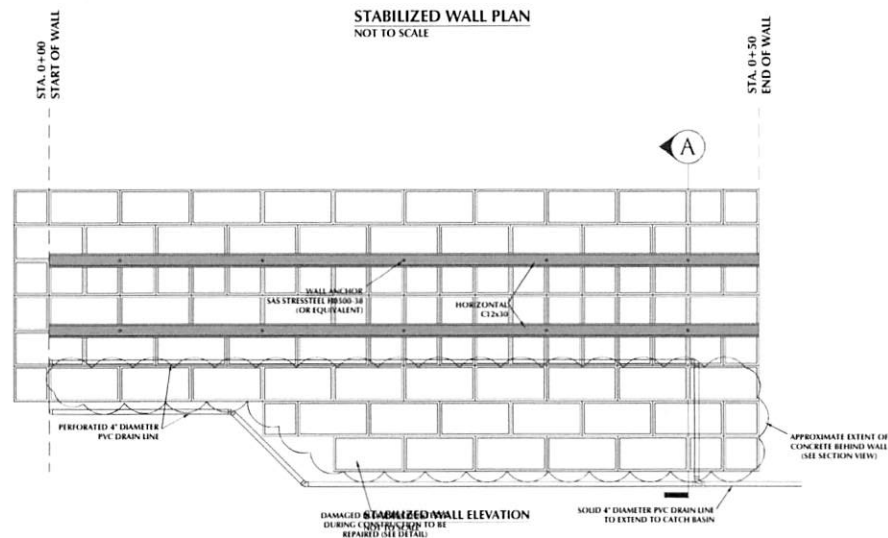 STABILIZED WALL PLAN
NOT TO SCALE
STA. 0+00
START OF WALL
STA. 0+50
END OF WALL
A
WALL ANCHOR
SAS STRESSTEEL
(OR EQUIVALENT)
HORIZONTAL
C12x30
PERFORATED 4" DIAMETER
PVC DRAIN LINE
APPROXIMATE EXTENT OF
CONCRETE BEHIND WALL
(SEE SECTION VIEW)
DAMAGED
DURING CONSTRUCTION TO BE
REPAIRED (SEE DETAIL)
STABILIZED WALL ELEVATION
NOT TO SCALE
SOLID 4" DIAMETER PVC DRAIN LINE
TO EXTEND TO CATCH BASIN